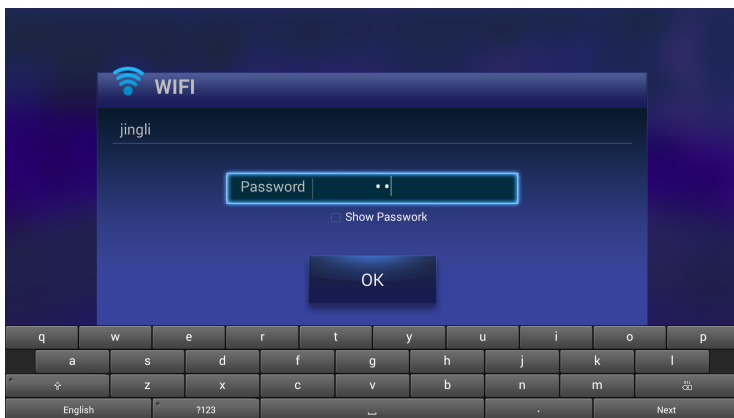 WIFI
jingli
Password ••
Show Passwork
OK
q w e r t y u i o p
a s d f g h j k l
z x c v b n m
English ?123 . Next